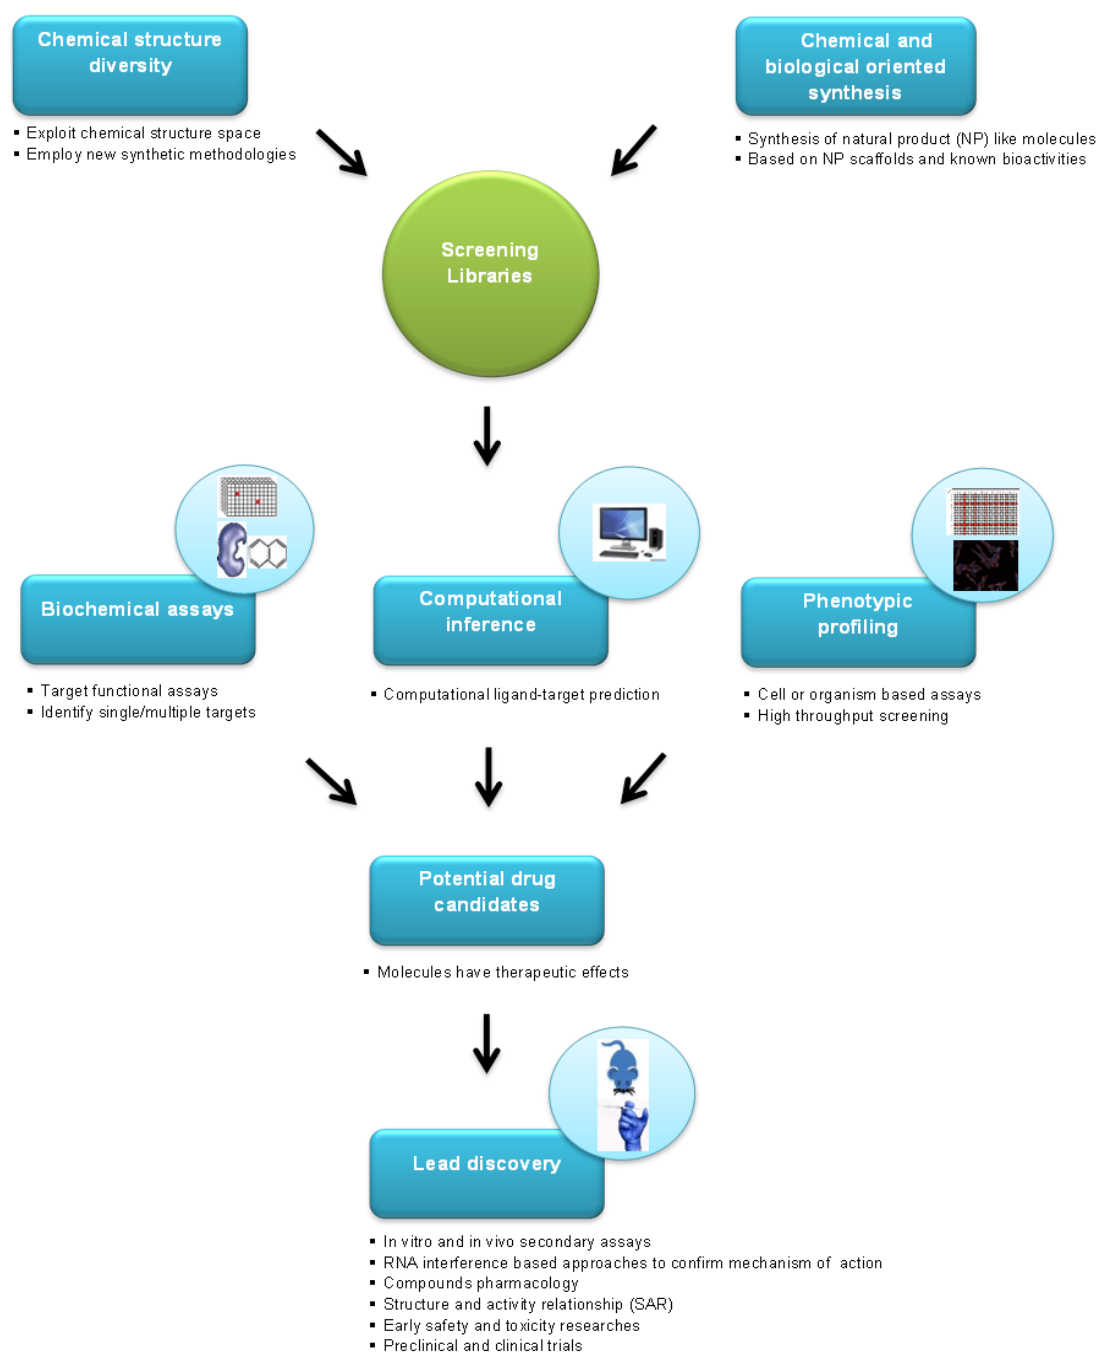 Chemical structure
diversity
▪ Exploit chemical structure space
▪ Employ new synthetic methodologies
Chemical and
biological oriented
synthesis
▪ Synthesis of natural product (NP) like molecules
▪ Based on NP scaffolds and known bioactivities
Screening
Libraries
Biochemical assays
▪ Target functional assays
▪ Identify single/multiple targets
Computational
inference
▪ Computational ligand-target prediction
Phenotypic
profiling
▪ Cell or organism based assays
▪ High throughput screening
Potential drug
candidates
▪ Molecules have therapeutic effects
Lead discovery
▪ In vitro and in vivo secondary assays
▪ RNA interference based approaches to confirm mechanism of action
▪ Compounds pharmacology
▪ Structure and activity relationship (SAR)
▪ Early safety and toxicity researches
▪ Preclinical and clinical trials